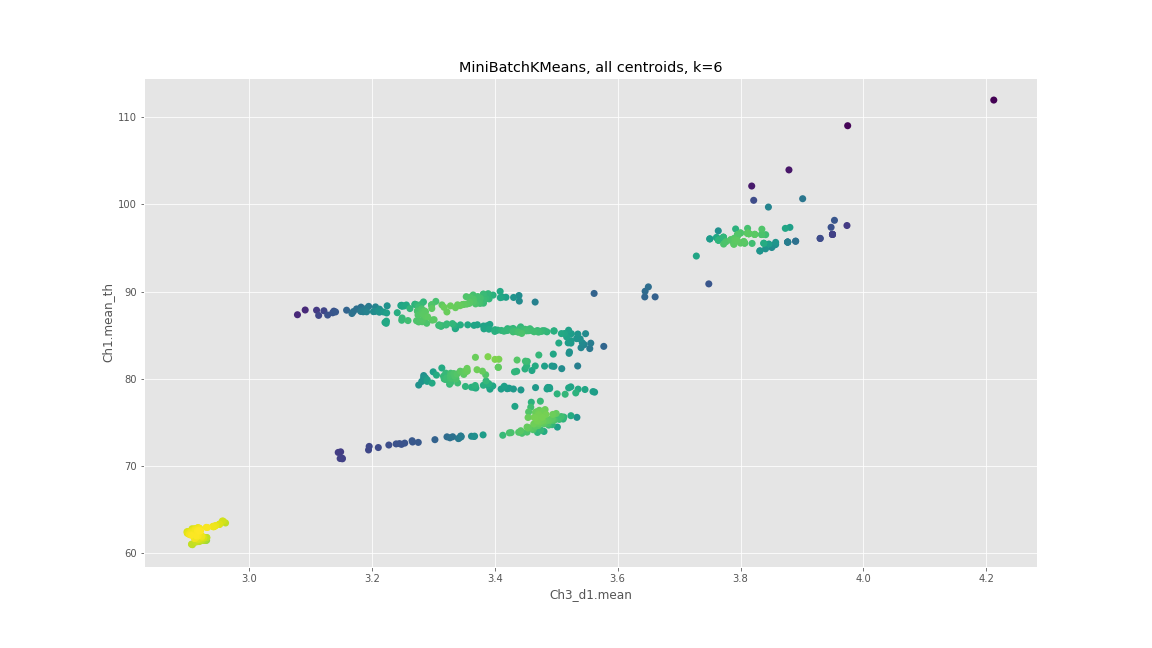 MiniBatchKMeans, all centroids, k=6
110
100
90
80
70
60
Ch1.mean_th
3.0 3.2 3.4 3.6 3.8 4.0 4.2
Ch3_d1.mean